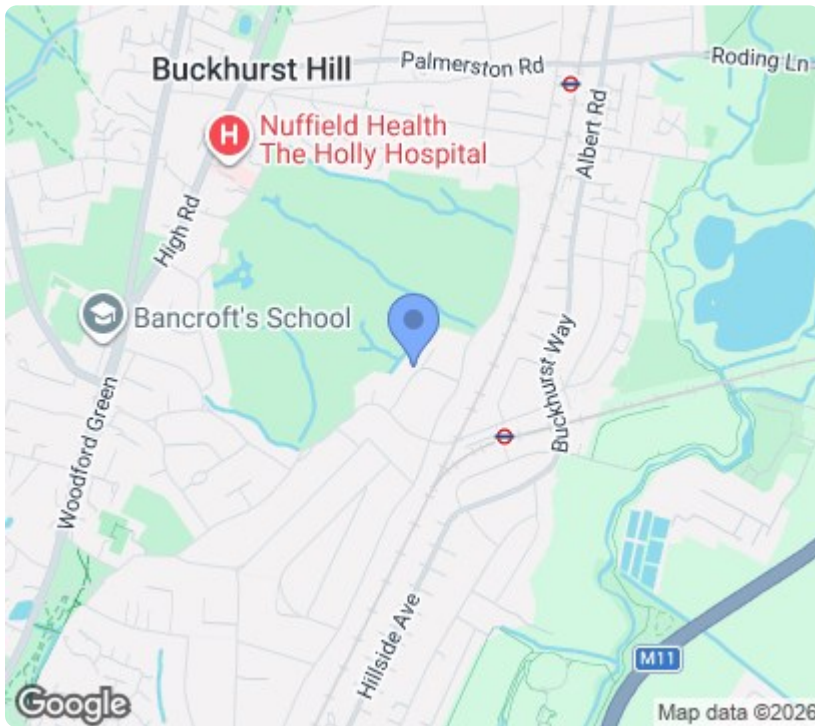 Buckhurst Hill
Palmerston Rd
Roding Ln
H
Nuffield Health
The Holly Hospital
Albert Rd
High Rd
Bancroft's School
Buckhurst Way
Woodford Green
Hillside Ave
M11
Google
Map data ©2026